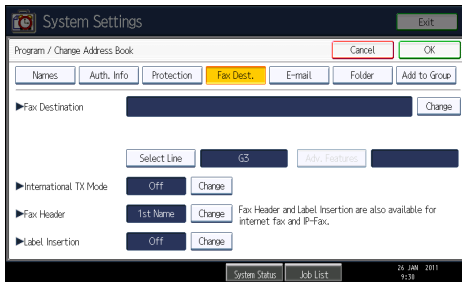 System Settings
Exit
Program / Change Address Book
Cancel
OK
Names
Auth. Info
Protection
Fax Dest.
E-mail
Folder
Add to Group
►Fax Destination
Change
Select Line
G3
Adv. Features
►International TX Mode
Off
Change
►Fax Header
1st Name
Change
Fax Header and Label Insertion are also available for
internet fax and IP-Fax.
►Label Insertion
Off
Change
System Status
Job List
26 JAN 2011
9:30